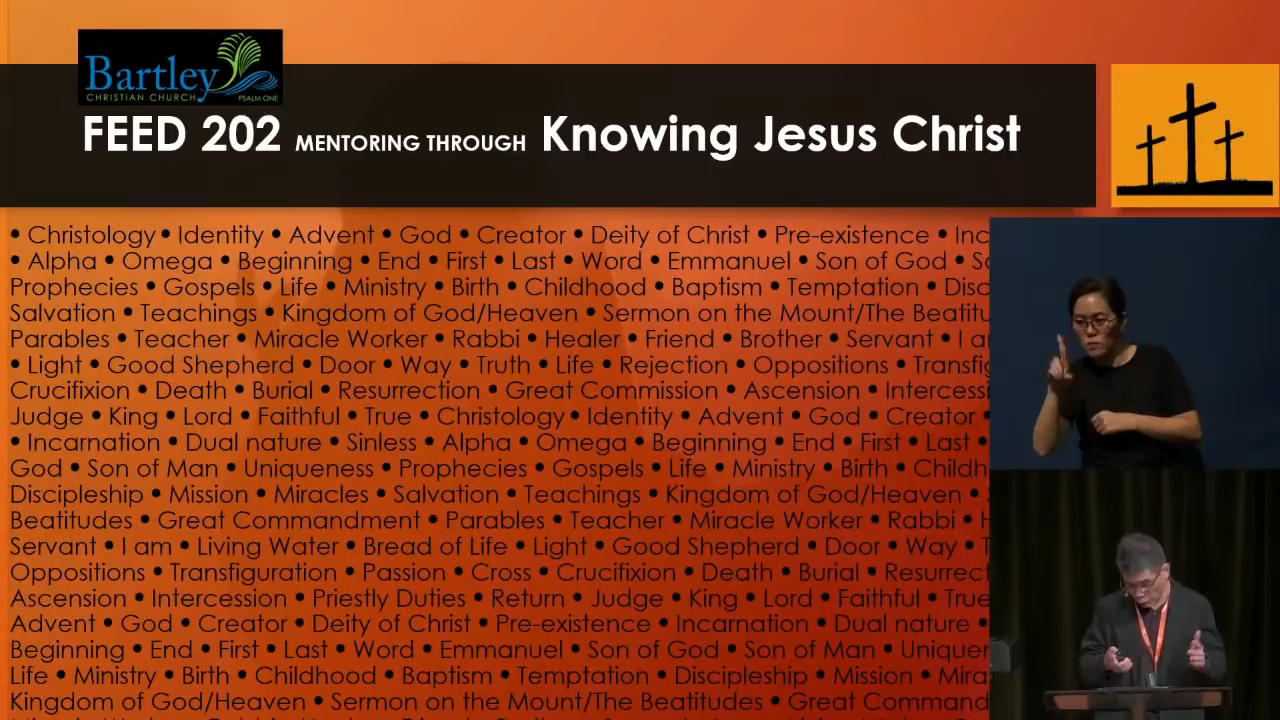 Bartley
CHRISTIAN CHURCH
PSALM ONE
FEED 202 MENTORING THROUGH Knowing Jesus Christ
• Christology • Identity • Advent • God • Creator • Deity of Christ • Pre-existence • Inc
• Alpha • Omega • Beginning • End • First • Last • Word • Emmanuel • Son of God • So
Prophecies • Gospels • Life • Ministry • Birth • Childhood • Baptism • Temptation • Disc
Salvation • Teachings • Kingdom of God/Heaven • Sermon on the Mount/The Beatitu
Parables • Teacher • Miracle Worker • Rabbi • Healer • Friend • Brother • Servant • I am
• Light • Good Shepherd • Door • Way • Truth • Life • Rejection • Oppositions • Transfig
Crucifixion • Death • Burial • Resurrection • Great Commission • Ascension • Intercessi
Judge • King • Lord • Faithful • True • Christology • Identity • Advent • God • Creator •
• Incarnation • Dual nature • Sinless • Alpha • Omega • Beginning • End • First • Last •
God • Son of Man • Uniqueness • Prophecies • Gospels • Life • Ministry • Birth • Childh
Discipleship • Mission • Miracles • Salvation • Teachings • Kingdom of God/Heaven •
Beatitudes • Great Commandment • Parables • Teacher • Miracle Worker • Rabbi • H
Servant • I am • Living Water • Bread of Life • Light • Good Shepherd • Door • Way • T
Oppositions • Transfiguration • Passion • Cross • Crucifixion • Death • Burial • Resurrect
Ascension • Intercession • Priestly Duties • Return • Judge • King • Lord • Faithful • True
Advent • God • Creator • Deity of Christ • Pre-existence • Incarnation • Dual nature •
Beginning • End • First • Last • Word • Emmanuel • Son of God • Son of Man • Uniquen
Life • Ministry • Birth • Childhood • Baptism • Temptation • Discipleship • Mission • Mira
Kingdom of God/Heaven • Sermon on the Mount/The Beatitudes • Great Command